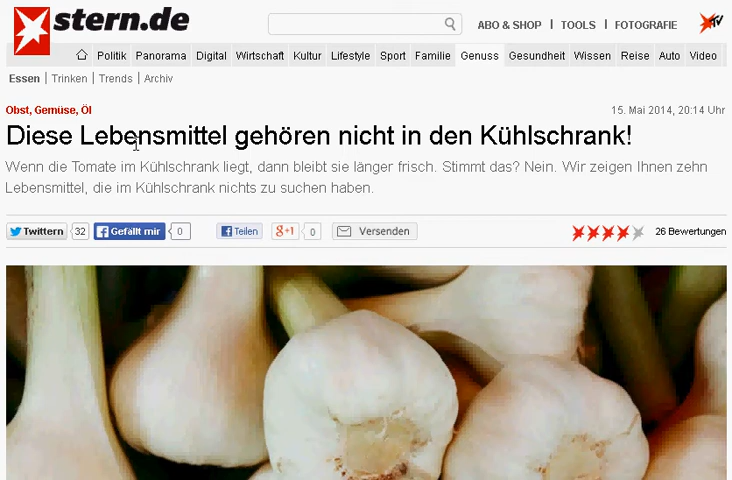 stern.de
ABO & SHOP | TOOLS | FOTOGRAFIE
TV
Politik Panorama Digital Wirtschaft Kultur Lifestyle Sport Familie Genuss Gesundheit Wissen Reise Auto Video
Essen | Trinken | Trends | Archiv
Obst, Gemüse, Öl
15. Mai 2014, 20:14 Uhr
Diese Lebensmittel gehören nicht in den Kühlschrank!
Wenn die Tomate im Kühlschrank liegt, dann bleibt sie länger frisch. Stimmt das? Nein. Wir zeigen Ihnen zehn
Lebensmittel, die im Kühlschrank nichts zu suchen haben.
Twittern 32 Gefällt mir 0 Teilen g+1 0 Versenden 26 Bewertungen